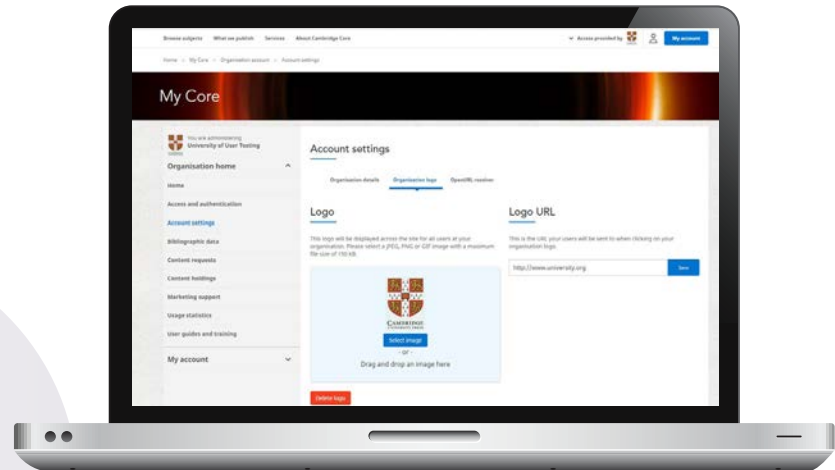 Browse subjects What we publish Services About Cambridge Core
Access provided by
My account
Home > My Core > Organisation account > Account settings
My Core
You are administering
University of User Testing
Organisation home
Home
Access and authentication
Account settings
Bibliographic data
Content requests
Content holdings
Marketing support
Usage statistics
User guides and training
My account
Account settings
Organisation details Organisation logo OpenURL resolver
Logo
This logo will be displayed across the site for all users at your
organisation. Please select a JPEG, PNG or GIF image with a maximum
file size of 150 kB.
CAMBRIDGE
UNIVERSITY PRESS
Select image
- or -
Drag and drop an image here
Delete logo
Logo URL
This is the URL your users will be sent to when clicking on your
organisation logo.
http://www.university.org
Save